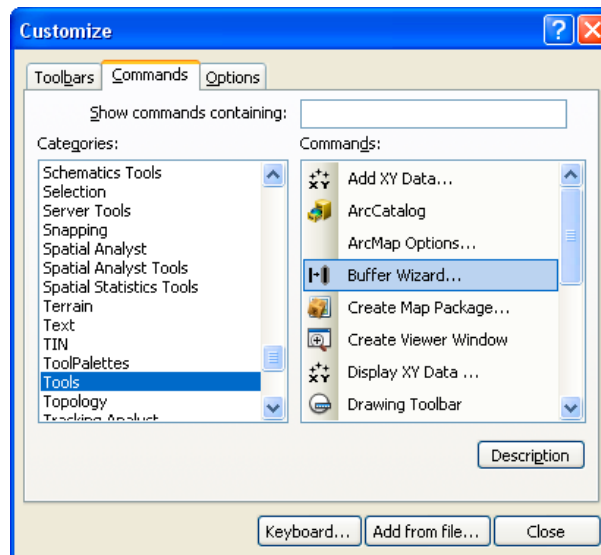 Customize
Toolbars Commands Options
Show commands containing:
Categories:
Schematics Tools
Selection
Server Tools
Snapping
Spatial Analyst
Spatial Analyst Tools
Spatial Statistics Tools
Terrain
Text
TIN
ToolPalettes
Tools
Topology
Tracking Analyst
Commands:
Add XY Data...
ArcCatalog
ArcMap Options...
Buffer Wizard...
Create Map Package...
Create Viewer Window
Display XY Data ...
Drawing Toolbar
Description
Keyboard... Add from file... Close